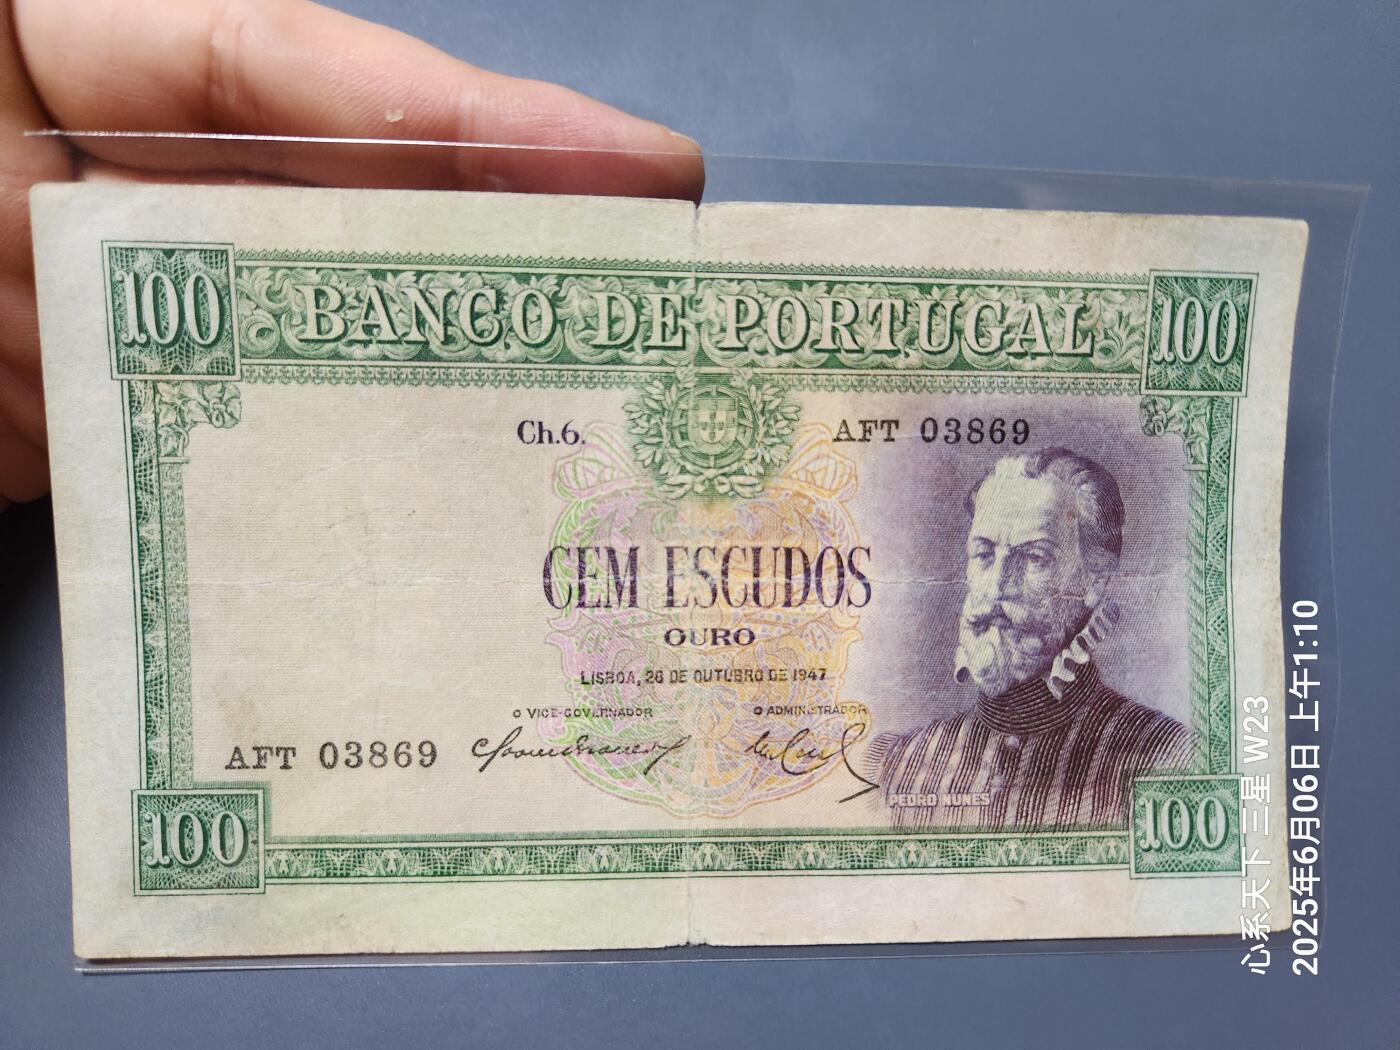 100 BANCO DE PORTUGAL 100
Ch.6. AFT 03869
CEM ESCUDOS
OURO
LISBOA, 28 DE OUTUBRO DE 1947
O VICE-GOVERNADOR O ADMINISTRADOR
AFT 03869
PEDRO NUNES
100 100
心系天下三星 W23
2025年6月06日 上午1:10